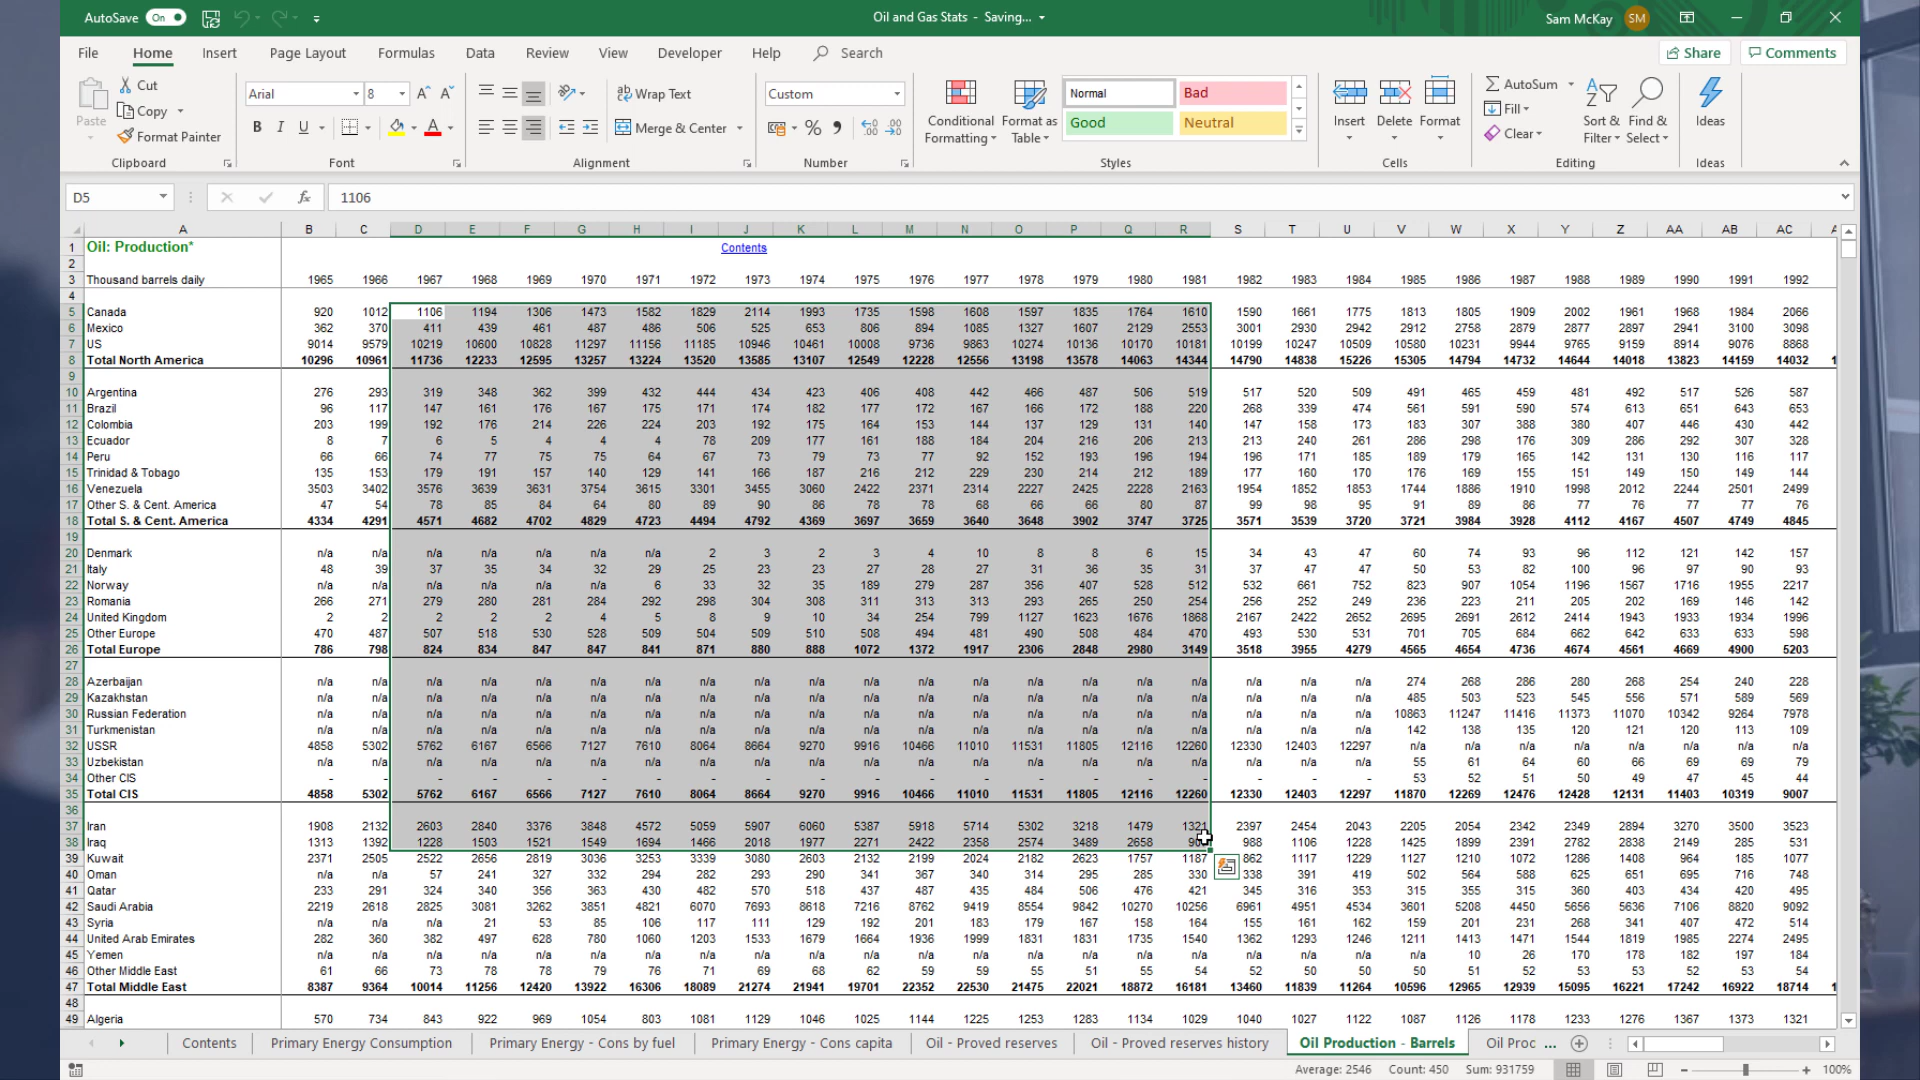 AutoSave On Oil and Gas Stats - Saving... Sam McKay SM
File Home Insert Page Layout Formulas Data Review View Developer Help Search Share Comments
Paste Cut Copy Format Painter Clipboard
Arial 8 B I U Font
Wrap Text Merge & Center Alignment
Custom Number
Conditional Formatting Format as Table Normal Bad Good Neutral Styles
Insert Delete Format Cells
AutoSum Fill Clear Sort & Filter Find & Select Editing
Ideas Ideas
D5 fx 1106
A B C D E F G H I J K L M N O P Q R S T U V W X Y Z AA AB AC
1 Oil: Production* Contents
2
3 Thousand barrels daily 1965 1966 1967 1968 1969 1970 1971 1972 1973 1974 1975 1976 1977 1978 1979 1980 1981 1982 1983 1984 1985 1986 1987 1988 1989 1990 1991 1992
4
5 Canada 920 1012 1106 1194 1306 1473 1582 1829 2114 1993 1735 1598 1608 1597 1835 1764 1610 1590 1661 1775 1813 1805 1909 2002 1961 1968 1984 2066
6 Mexico 362 370 411 439 461 487 486 506 525 653 806 894 1085 1327 1607 2129 2553 3001 2930 2942 2912 2758 2879 2877 2897 2941 3100 3098
7 US 9014 9579 10219 10600 10828 11297 11156 11185 10946 10461 10008 9736 9863 10274 10136 10170 10181 10199 10247 10509 10580 10231 9944 9765 9159 8914 9076 8868
8 Total North America 10296 10961 11736 12233 12595 13257 13224 13520 13585 13107 12549 12228 12556 13198 13578 14063 14344 14790 14838 15226 15305 14794 14732 14644 14018 13823 14159 14032
9
10 Argentina 276 293 319 348 362 399 432 444 434 423 406 408 442 466 487 506 519 517 520 509 491 465 459 481 492 517 526 587
11 Brazil 96 117 147 161 176 167 175 171 174 182 177 172 167 166 172 188 220 268 339 474 561 591 590 574 613 651 643 653
12 Colombia 203 199 192 176 214 226 224 203 192 175 164 153 144 137 129 131 140 147 158 173 183 307 388 380 407 446 430 442
13 Ecuador 8 7 6 5 4 4 4 78 209 177 161 188 184 204 216 206 213 213 240 261 286 298 176 309 286 292 307 328
14 Peru 66 66 74 77 75 75 64 67 73 79 73 77 92 152 193 196 194 196 171 185 189 179 165 142 131 130 116 117
15 Trinidad & Tobago 135 153 179 191 157 140 129 141 166 187 216 212 229 230 214 212 189 177 160 170 176 169 155 151 149 150 149 144
16 Venezuela 3503 3402 3576 3639 3631 3754 3615 3301 3455 3060 2422 2371 2314 2227 2425 2228 2163 1954 1852 1853 1744 1886 1910 1998 2012 2244 2501 2499
17 Other S. & Cent. America 47 54 78 85 84 64 80 89 90 86 78 78 68 66 66 80 87 99 98 95 91 89 86 77 76 77 77 76
18 Total S. & Cent. America 4334 4291 4571 4682 4702 4829 4723 4494 4792 4369 3697 3659 3640 3648 3902 3747 3725 3571 3539 3720 3721 3984 3928 4112 4167 4507 4749 4845
19
20 Denmark n/a n/a n/a n/a n/a n/a n/a 2 3 2 3 4 10 8 8 6 15 34 43 47 60 74 93 96 112 121 142 157
21 Italy 48 39 37 35 34 32 29 25 23 23 27 28 27 31 36 35 31 37 47 47 50 53 82 100 96 97 90 93
22 Norway n/a n/a n/a n/a n/a n/a 6 33 32 35 189 279 287 356 407 528 512 532 661 752 823 907 1054 1196 1567 1716 1955 2217
23 Romania 266 271 279 280 281 284 292 298 304 308 311 313 313 293 265 250 254 256 252 249 236 223 211 205 202 169 146 142
24 United Kingdom 2 2 2 2 2 4 5 8 9 10 34 254 799 1127 1623 1676 1868 2167 2422 2652 2695 2691 2612 2414 1943 1933 1934 1996
25 Other Europe 470 487 507 518 530 528 509 504 509 510 508 494 481 490 508 484 470 493 530 531 701 705 684 662 642 633 633 598
26 Total Europe 786 798 824 834 847 847 841 871 880 888 1072 1372 1917 2306 2848 2980 3149 3518 3955 4279 4565 4654 4736 4674 4561 4669 4900 5203
27
28 Azerbaijan n/a n/a n/a n/a n/a n/a n/a n/a n/a n/a n/a n/a n/a n/a n/a n/a n/a n/a n/a n/a 274 268 286 280 268 254 240 228
29 Kazakhstan n/a n/a n/a n/a n/a n/a n/a n/a n/a n/a n/a n/a n/a n/a n/a n/a n/a n/a n/a n/a 485 503 523 545 556 571 589 569
30 Russian Federation n/a n/a n/a n/a n/a n/a n/a n/a n/a n/a n/a n/a n/a n/a n/a n/a n/a n/a n/a n/a 10863 11247 11416 11373 11070 10342 9264 7978
31 Turkmenistan n/a n/a n/a n/a n/a n/a n/a n/a n/a n/a n/a n/a n/a n/a n/a n/a n/a n/a n/a n/a 142 138 135 120 121 120 113 109
32 USSR 4858 5302 5762 6167 6566 7127 7610 8064 8664 9270 9916 10466 11010 11531 11805 12116 12260 12330 12403 12297 n/a n/a n/a n/a n/a n/a n/a n/a
33 Uzbekistan n/a n/a n/a n/a n/a n/a n/a n/a n/a n/a n/a n/a n/a n/a n/a n/a n/a n/a n/a n/a 55 61 64 60 66 69 69 79
34 Other CIS - - - - - - - - - - - - - - - - - - - - 53 52 51 50 49 47 45 44
35 Total CIS 4858 5302 5762 6167 6566 7127 7610 8064 8664 9270 9916 10466 11010 11531 11805 12116 12260 12330 12403 12297 11870 12269 12476 12428 12131 11403 10319 9007
36
37 Iran 1908 2132 2603 2840 3376 3848 4572 5059 5907 6060 5387 5918 5714 5302 3218 1479 1321 2397 2454 2043 2205 2054 2342 2349 2894 3270 3500 3523
38 Iraq 1313 1392 1228 1503 1521 1549 1694 1466 2018 1977 2271 2422 2358 2574 3489 2658 988 1106 1228 1425 1899 2391 2782 2838 2149 285 531
39 Kuwait 2371 2505 2522 2656 2819 3036 3253 3339 3080 2603 2132 2199 2024 2182 2623 1757 1187 862 1117 1229 1127 1210 1072 1286 1408 964 185 1077
40 Oman n/a n/a 57 241 327 332 294 282 293 290 341 367 340 314 295 285 330 338 391 419 502 564 588 625 651 695 716 748
41 Qatar 233 291 324 340 356 363 430 482 570 518 437 487 435 484 506 476 421 345 316 353 315 355 315 360 403 434 420 495
42 Saudi Arabia 2219 2618 2825 3081 3262 3851 4821 6070 7693 8618 7216 8762 9419 8554 9842 10270 10256 6961 4951 4534 3601 5208 4450 5656 5636 7106 8820 9092
43 Syria n/a n/a n/a 21 53 85 106 117 111 129 192 201 183 179 167 158 164 155 161 162 159 201 231 268 341 407 472 514
44 United Arab Emirates 282 360 382 497 628 780 1060 1203 1533 1679 1664 1936 1999 1831 1831 1735 1540 1362 1293 1246 1211 1413 1471 1544 1819 1985 2274 2495
45 Yemen n/a n/a n/a n/a n/a n/a n/a n/a n/a n/a n/a n/a n/a n/a n/a n/a n/a n/a n/a n/a n/a 10 26 170 178 182 197 184
46 Other Middle East 61 66 73 78 78 79 76 71 69 68 62 59 59 55 51 55 54 52 50 50 51 52 53 52 53 52 53 54
47 Total Middle East 8387 9364 10014 11256 12420 13922 16306 18089 21274 21941 19701 22352 22530 21475 22021 18872 16181 13460 11839 11264 10596 12965 12939 15095 16221 17242 16922 18714
48
49 Algeria 570 734 843 922 969 1054 803 1081 1129 1046 1025 1144 1225 1253 1283 1134 1029 1040 1027 1122 1087 1126 1178 1233 1276 1367 1373 1321
Contents Primary Energy Consumption Primary Energy - Cons by fuel Primary Energy - Cons capita Oil - Proved reserves Oil - Proved reserves history Oil Production - Barrels Oil Proc ...
Average: 2546 Count: 450 Sum: 931759 100%